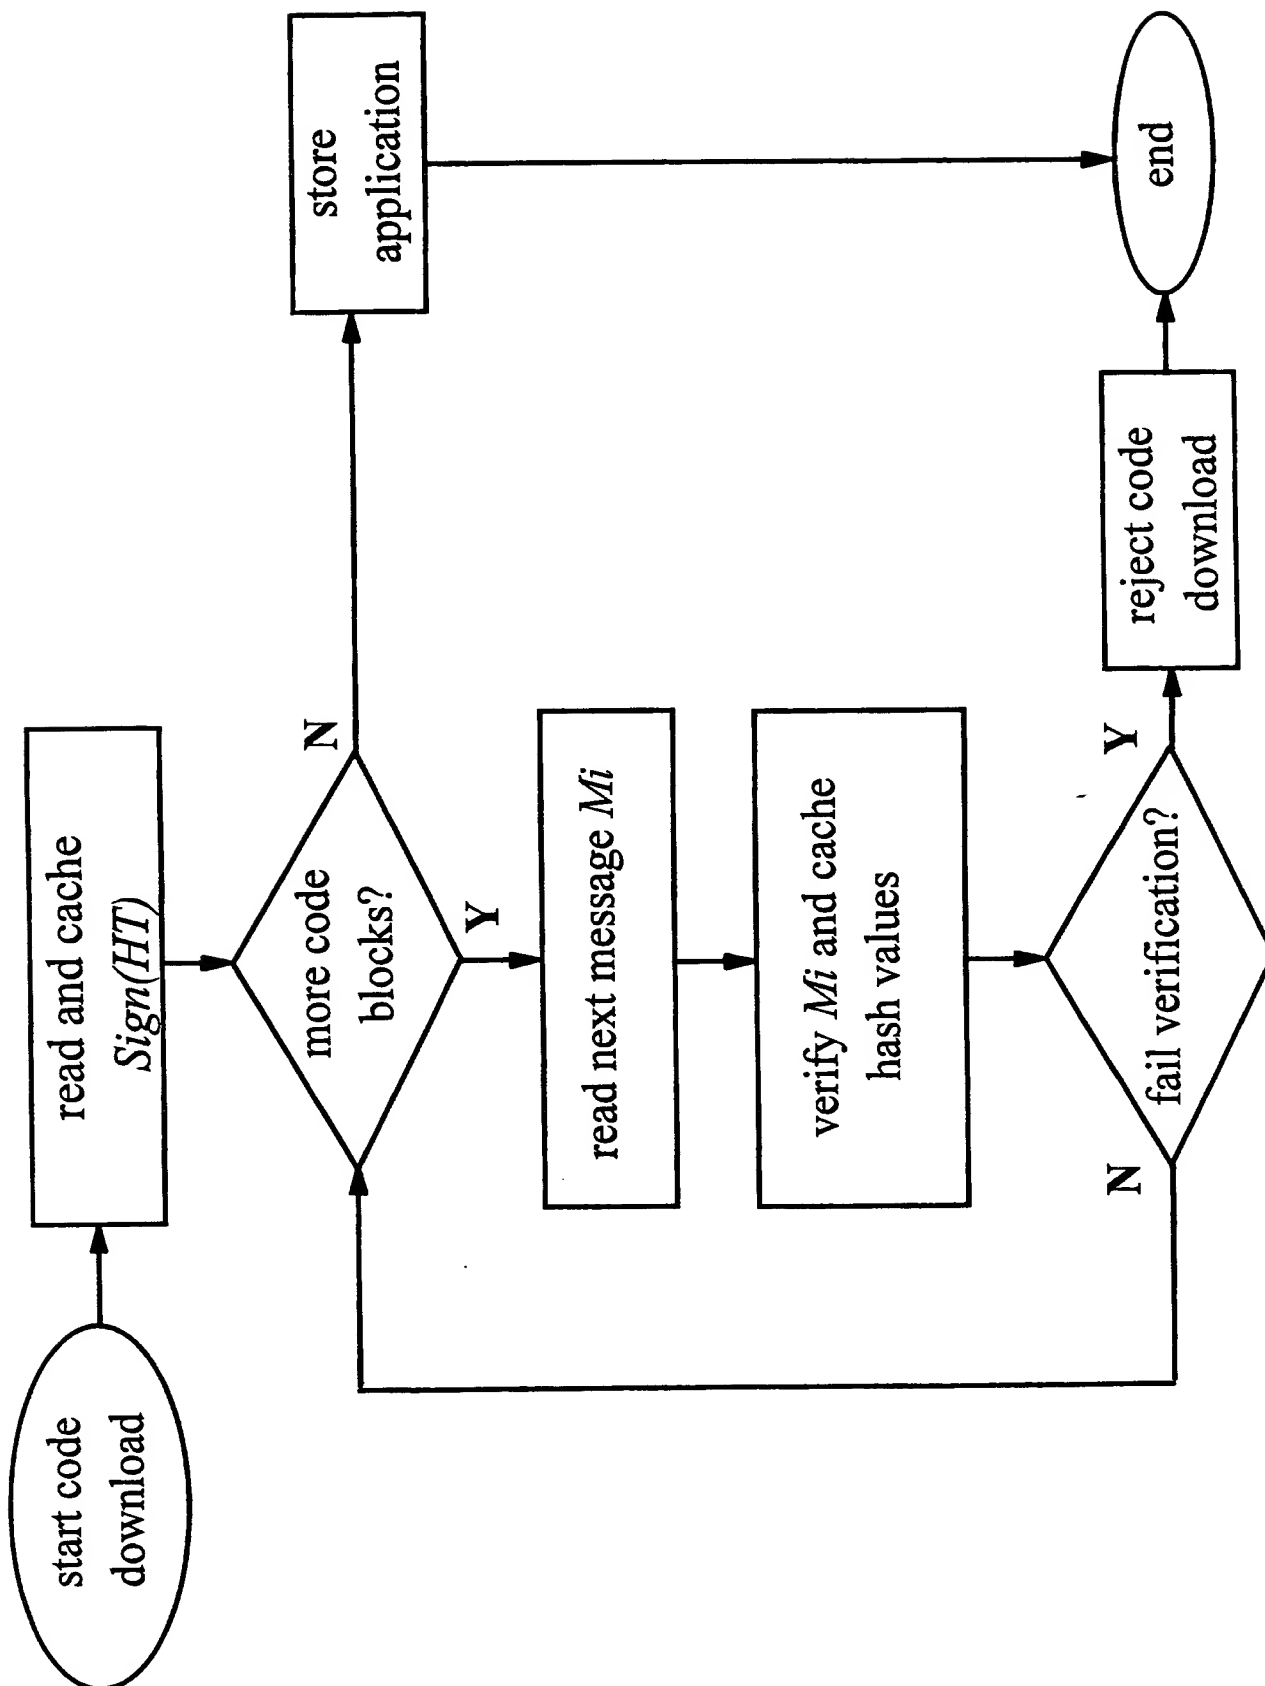 start code
download
read and cache
Sign(HT)
more code
blocks?
N
store
application
Y
read next message Mi
verify Mi and cache
hash values
fail verification?
N
Y
reject code
download
end